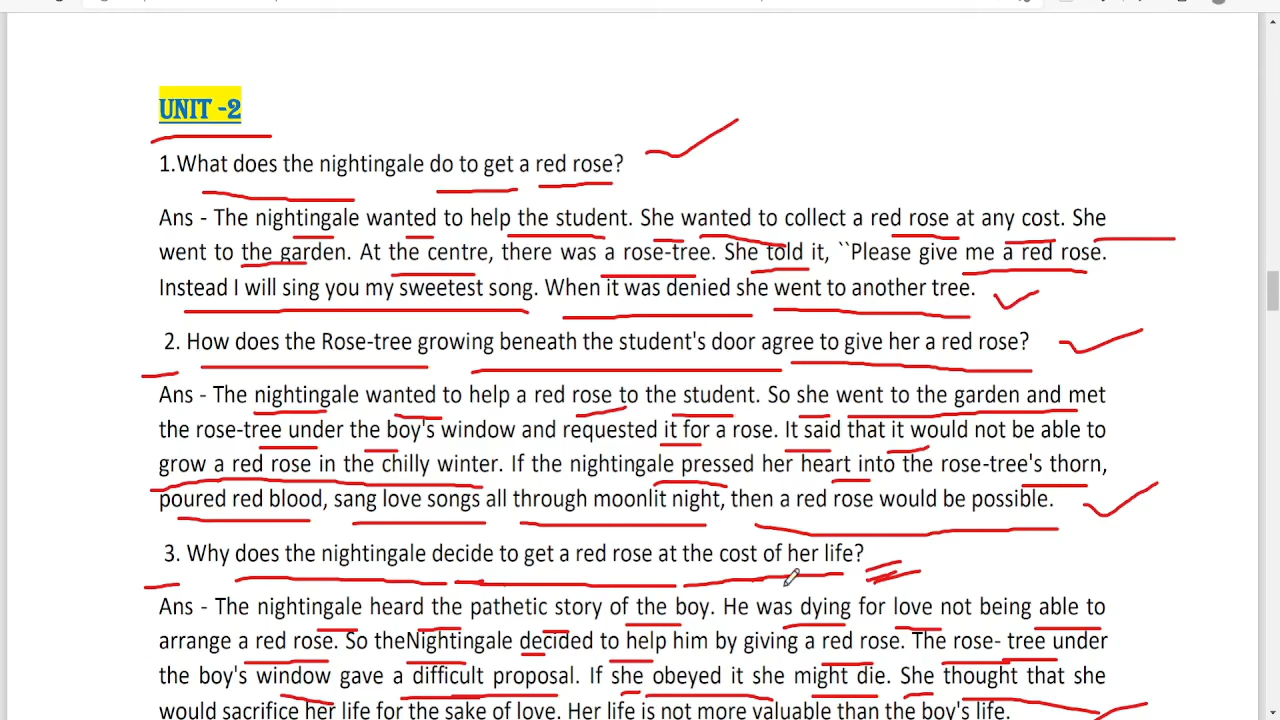 UNIT -2
1.What does the nightingale do to get a red rose?
Ans - The nightingale wanted to help the student. She wanted to collect a red rose at any cost. She
went to the garden. At the centre, there was a rose-tree. She told it, ``Please give me a red rose.
Instead I will sing you my sweetest song. When it was denied she went to another tree.
2. How does the Rose-tree growing beneath the student's door agree to give her a red rose?
Ans - The nightingale wanted to help a red rose to the student. So she went to the garden and met
the rose-tree under the boy's window and requested it for a rose. It said that it would not be able to
grow a red rose in the chilly winter. If the nightingale pressed her heart into the rose-tree's thorn,
poured red blood, sang love songs all through moonlit night, then a red rose would be possible.
3. Why does the nightingale decide to get a red rose at the cost of her life?
Ans - The nightingale heard the pathetic story of the boy. He was dying for love not being able to
arrange a red rose. So theNightingale decided to help him by giving a red rose. The rose- tree under
the boy's window gave a difficult proposal. If she obeyed it she might die. She thought that she
would sacrifice her life for the sake of love. Her life is not more valuable than the boy's life.